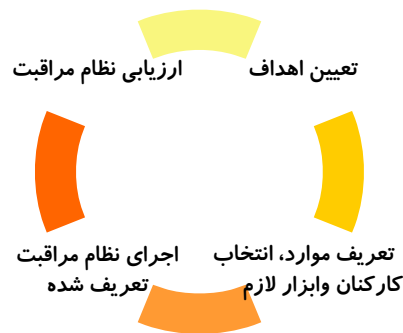 تعیین اهداف
ارزیابی نظام مراقبت
تعریف موارد، انتخاب
کارکنان وابزار لازم
اجرای نظام مراقبت
تعریف شده